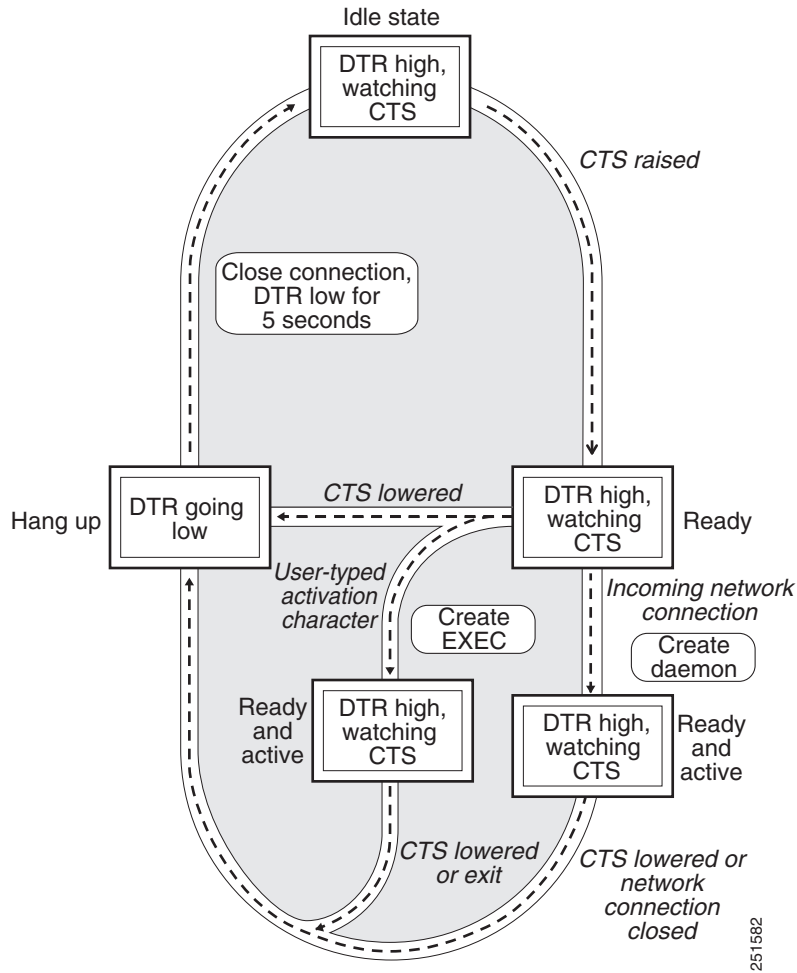 Idle state
DTR high,
watching
CTS
CTS raised
Close connection,
DTR low for
5 seconds
Hang up
DTR going
low
CTS lowered
DTR high,
watching
CTS
Ready
User-typed
activation
character
Create
EXEC
Incoming network
connection
Create
daemon
Ready
and
active
DTR high,
watching
CTS
DTR high,
watching
CTS
Ready
and
active
CTS lowered
or exit
CTS lowered or
network
connection
closed
251582